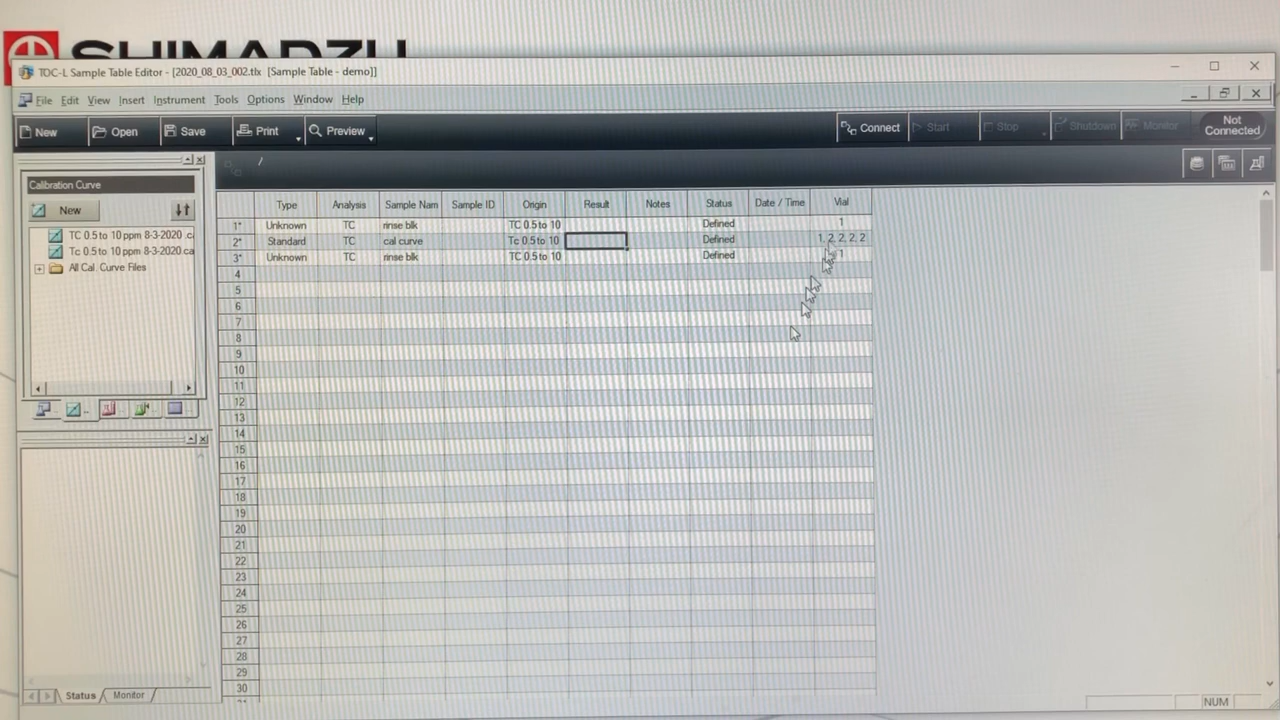 SHIMADZU
TOC-L Sample Table Editor - [2020_08_03_002.tlx [Sample Table - demo]]
File Edit View Insert Instrument Tools Options Window Help
New Open Save Print Preview Connect Start Stop Shutdown Monitor Not Connected
/
Calibration Curve
New
TC 0.5 to 10 ppm 8-3-2020 .ca
Tc 0.5 to 10 ppm 8-3-2020.ca
All Cal. Curve Files
Type Analysis Sample Nam Sample ID Origin Result Notes Status Date / Time Vial
1* Unknown TC rinse blk TC 0.5 to 10 Defined 1
2* Standard TC cal curve Tc 0.5 to 10 Defined 1, 2, 2, 2, 2
3* Unknown TC rinse blk TC 0.5 to 10 Defined 1
4
5
6
7
8
9
10
11
12
13
14
15
16
17
18
19
20
21
22
23
24
25
26
27
28
29
30
Status Monitor
NUM